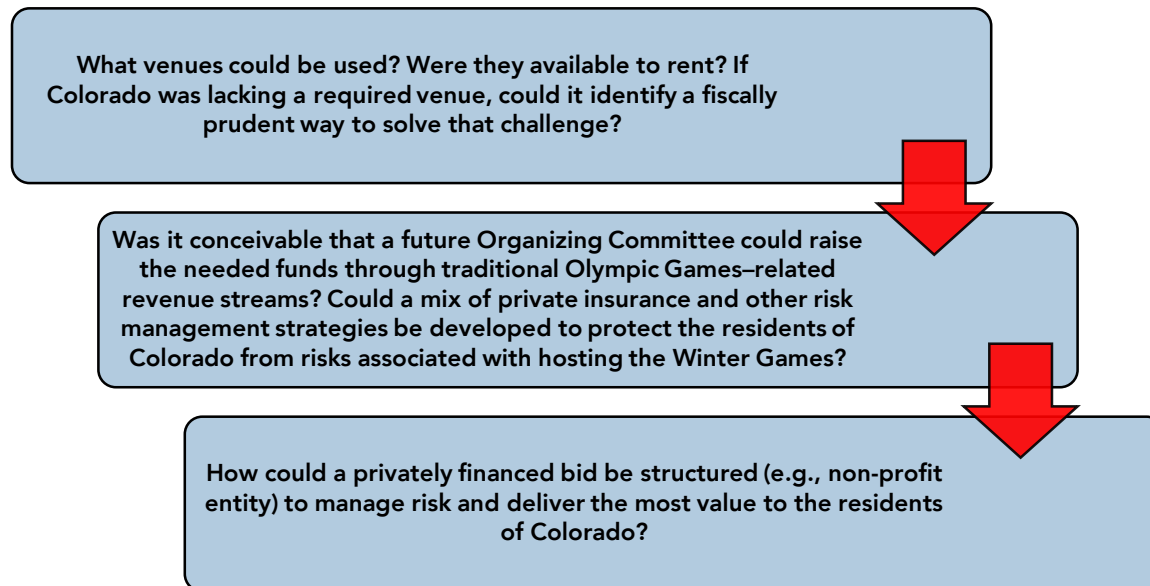 What venues could be used? Were they available to rent? If
Colorado was lacking a required venue, could it identify a fiscally
prudent way to solve that challenge?
Was it conceivable that a future Organizing Committee could raise
the needed funds through traditional Olympic Games–related
revenue streams? Could a mix of private insurance and other risk
management strategies be developed to protect the residents of
Colorado from risks associated with hosting the Winter Games?
How could a privately financed bid be structured (e.g., non-profit
entity) to manage risk and deliver the most value to the residents
of Colorado?